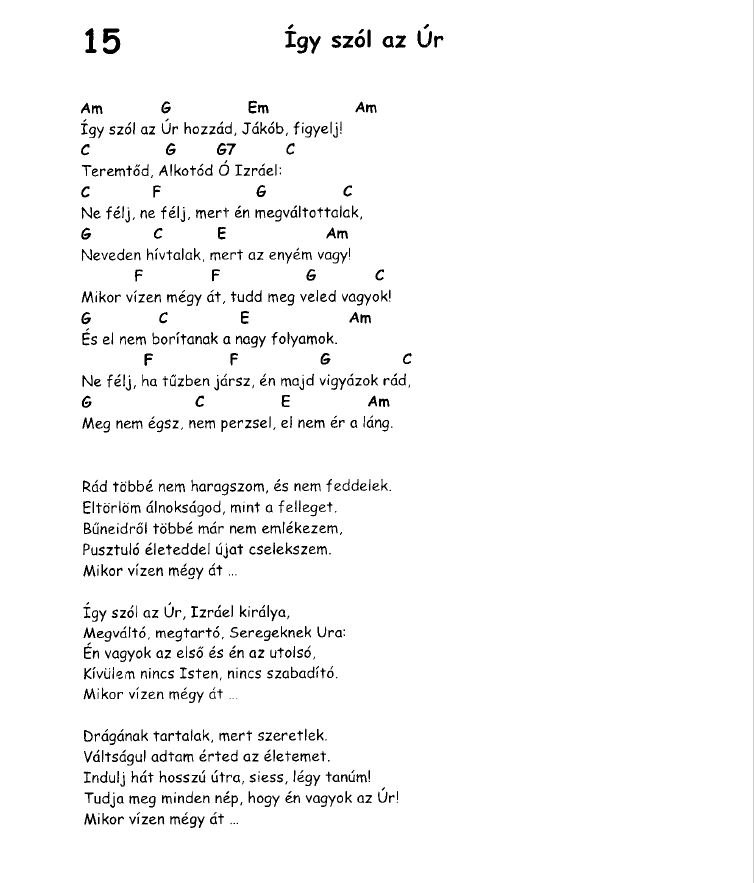 15 Így szól az Úr
Am G Em Am
Így szól az Úr hozzád, Jákób, figyelj!
C G G7 C
Teremtőd, Alkotód Ó Izráel:
C F G C
Ne félj, ne félj, mert én megváltottalak,
G C E Am
Neveden hívtalak, mert az enyém vagy!
F F G C
Mikor vízen mégy át, tudd meg veled vagyok!
G C E Am
És el nem borítanak a nagy folyamok.
F F G C
Ne félj, ha tűzben jársz, én majd vigyázok rád,
G C E Am
Meg nem égsz, nem perzsel, el nem ér a láng.
Rád többé nem haragszom, és nem feddelek.
Eltörlöm álnokságod, mint a felleget.
Bűneidről többé már nem emlékezem,
Pusztuló életeddel újat cselekszem.
Mikor vízen mégy át ...
Így szól az Úr, Izráel királya,
Megváltó, megtartó, Seregeknek Ura:
Én vagyok az első és én az utolsó,
Kívülem nincs Isten, nincs szabadító.
Mikor vízen mégy át ...
Drágának tartalak, mert szeretlek.
Váltságul adtam érted az életemet.
Indulj hát hosszú útra, siess, légy tanúm!
Tudja meg minden nép, hogy én vagyok az Úr!
Mikor vízen mégy át ...